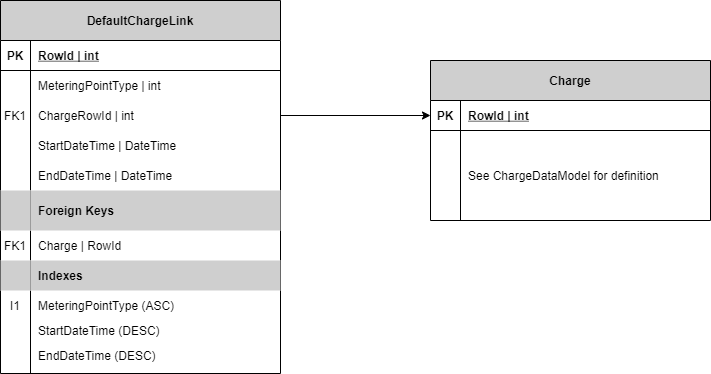 DefaultChargeLink
PK RowId | int
MeteringPointType | int
FK1 ChargeRowId | int
StartDateTime | DateTime
EndDateTime | DateTime
Foreign Keys
FK1 Charge | RowId
Indexes
I1 MeteringPointType (ASC)
StartDateTime (DESC)
EndDateTime (DESC)
Charge
PK RowId | int
See ChargeDataModel for definition